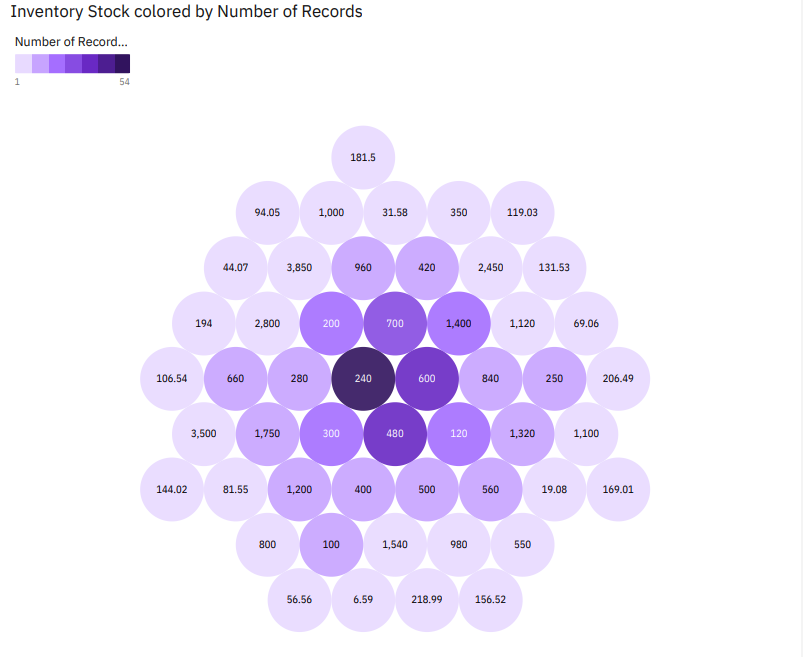 Inventory Stock colored by Number of Records
Number of Record...
1 54
181.5
94.05 1,000 31.58 350 119.03
44.07 3,850 960 420 2,450 131.53
194 2,800 200 700 1,400 1,120 69.06
106.54 660 280 240 600 840 250 206.49
3,500 1,750 300 480 120 1,320 1,100
144.02 81.55 1,200 400 500 560 19.08 169.01
800 100 1,540 980 550
56.56 6.59 218.99 156.52